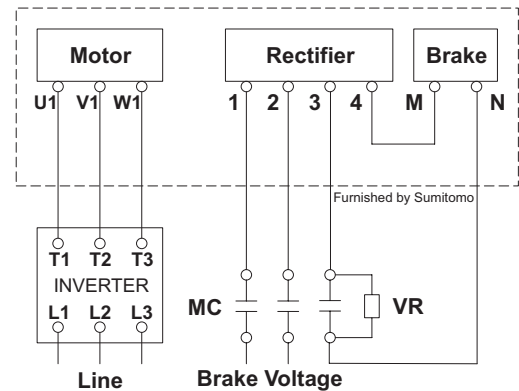 Motor Rectifier Brake
U1 V1 W1 1 2 3 4 M N
Furnished by Sumitomo
T1 T2 T3
INVERTER
L1 L2 L3
MC VR
Line Brake Voltage